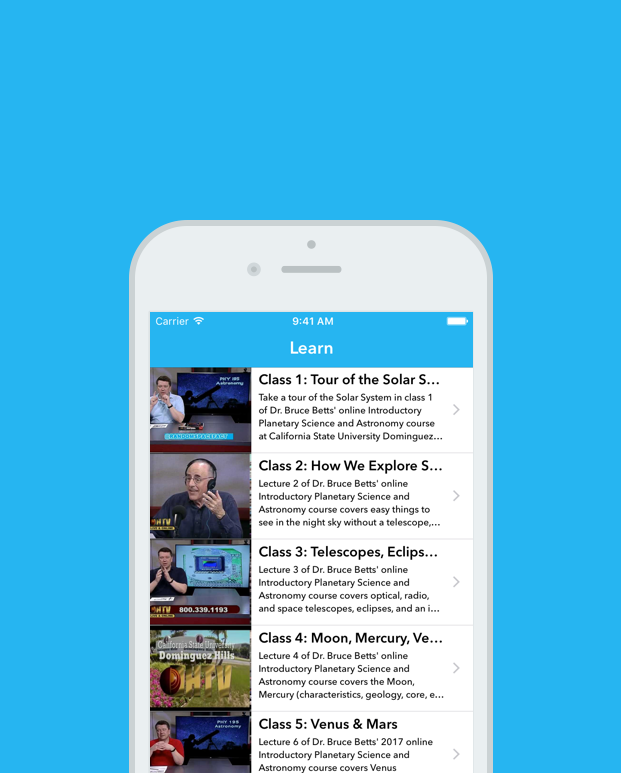 Carrier
9:41 AM
Learn
PHY 195
Astronomy
@RANDOMSPACEFACT
Class 1: Tour of the Solar S...
Take a tour of the Solar System in class 1
of Dr. Bruce Betts' online Introductory
Planetary Science and Astronomy course
at California State University Dominguez...
Class 2: How We Explore S...
Lecture 2 of Dr. Bruce Betts' online
Introductory Planetary Science and
Astronomy course covers easy things to
see in the night sky without a telescope,...
800.339.1193
Class 3: Telescopes, Eclips...
Lecture 3 of Dr. Bruce Betts' online
Introductory Planetary Science and
Astronomy course covers optical, radio,
and space telescopes, eclipses, and an i...
California State University
Dominguez Hills
DHTV
Class 4: Moon, Mercury, Ve...
Lecture 4 of Dr. Bruce Betts' online
Introductory Planetary Science and
Astronomy course covers the Moon,
Mercury (characteristics, geology, core, e...
PHY 195
Astronomy
Class 5: Venus & Mars
Lecture 6 of Dr. Bruce Betts' 2017 online
Introductory Planetary Science and
Astronomy course covers Venus